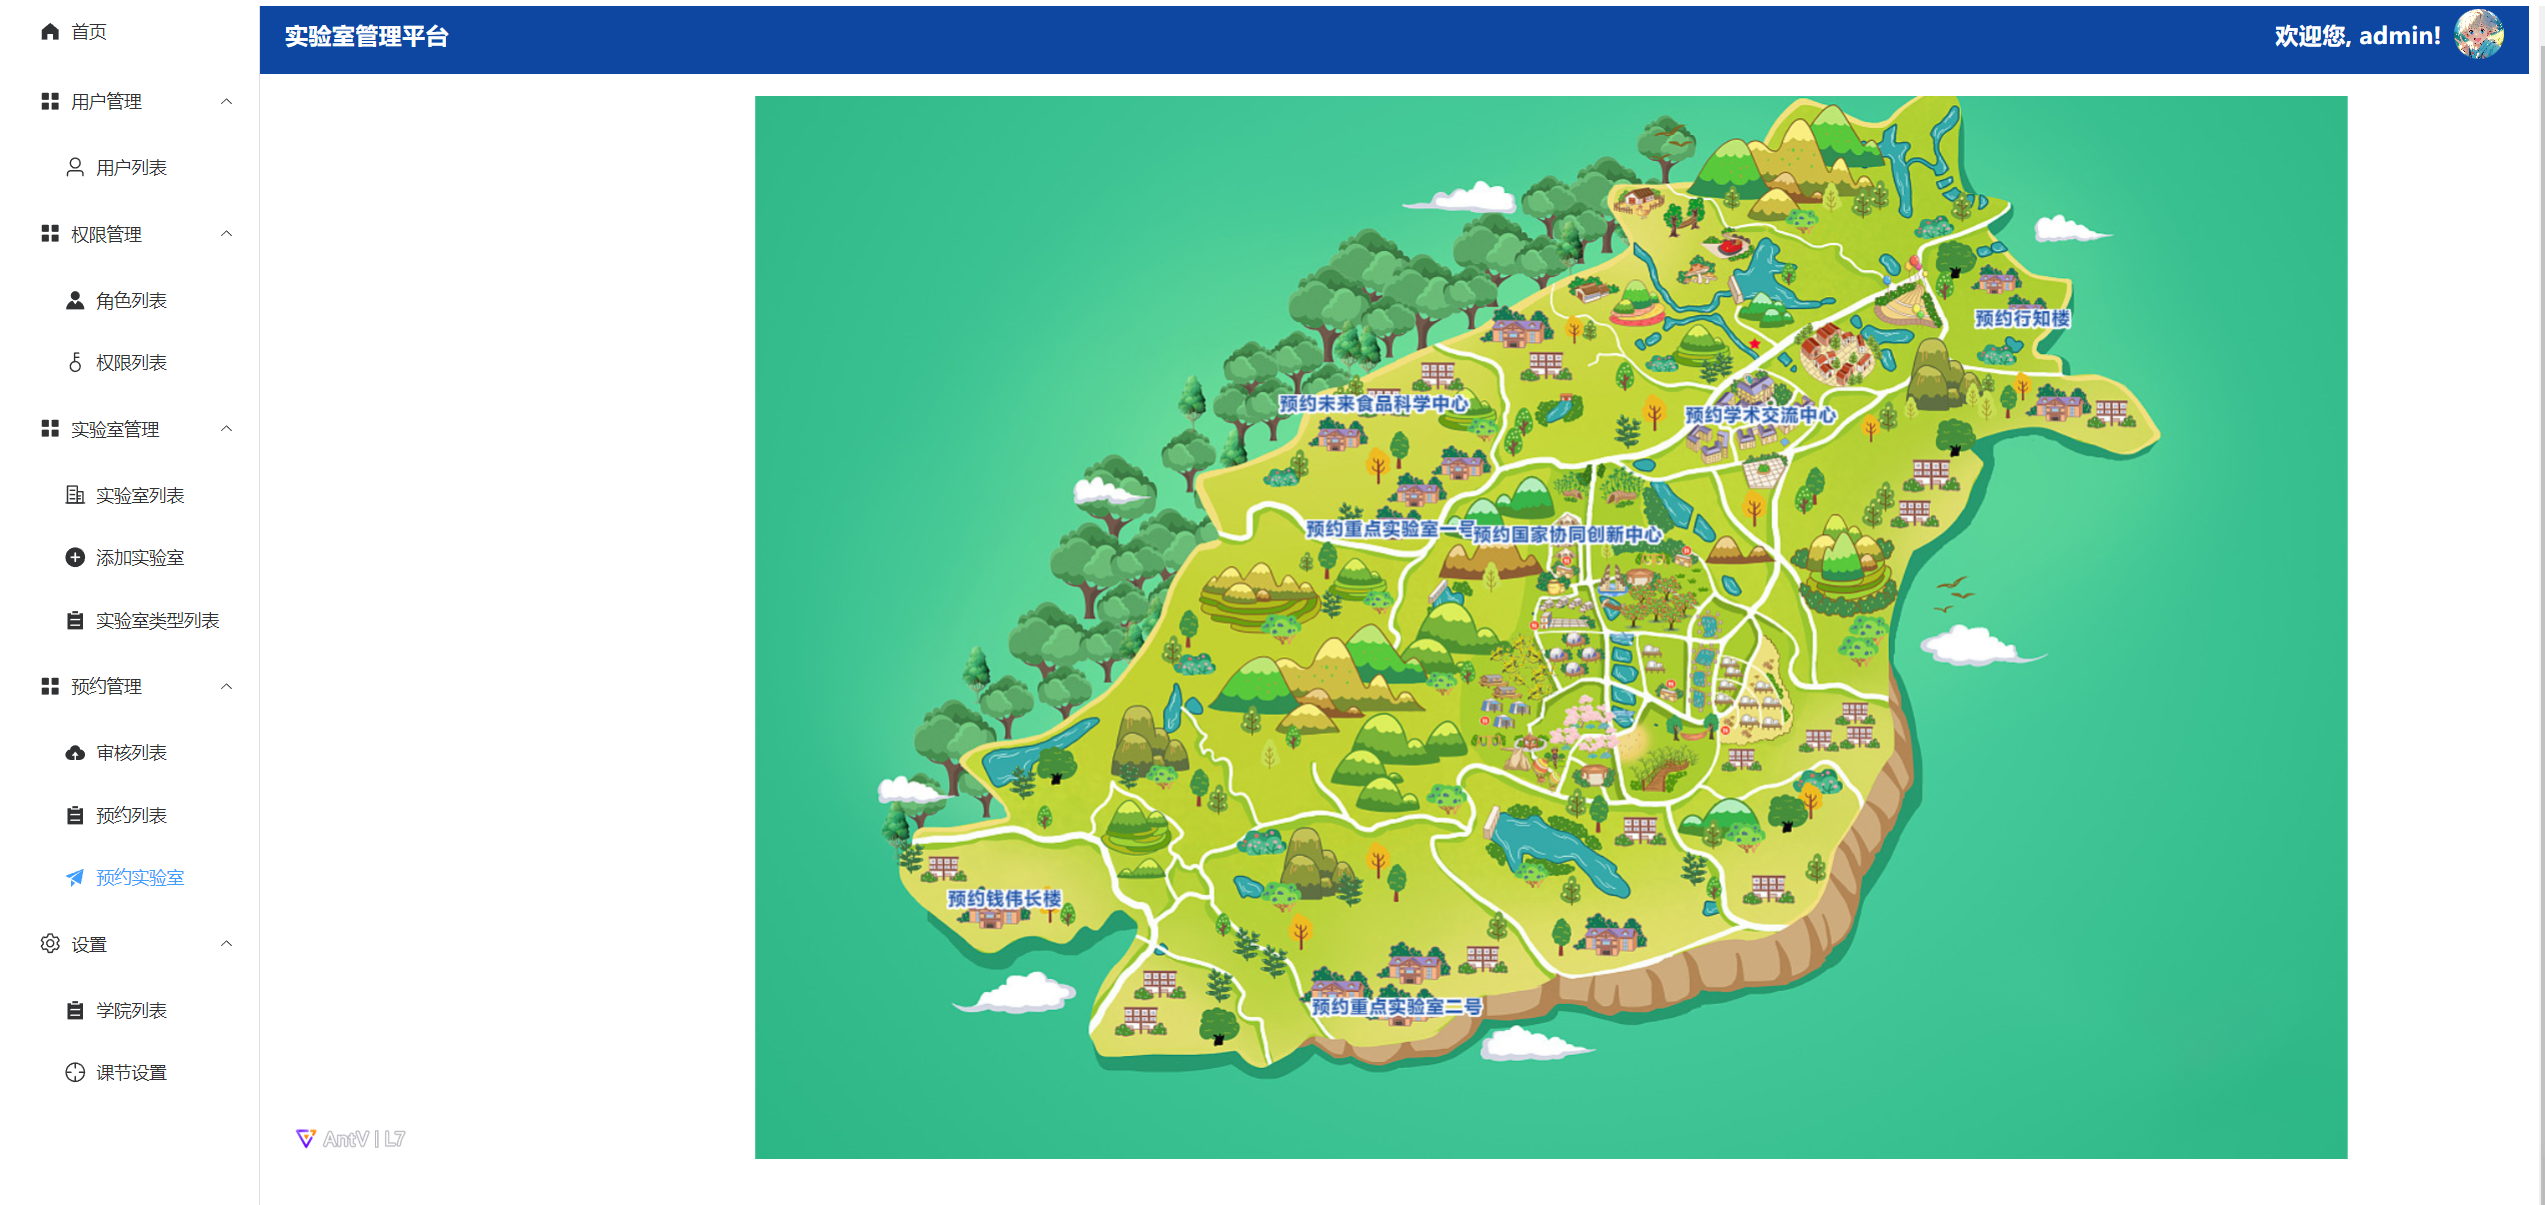 首页
用户管理
用户列表
权限管理
角色列表
权限列表
实验室管理
实验室列表
添加实验室
实验室类型列表
预约管理
审核列表
预约列表
预约实验室
设置
学院列表
课节设置
实验室管理平台
欢迎您, admin!
预约行知楼
预约未来食品科学中心
预约学术交流中心
预约重点实验室一号
预约国家协同创新中心
预约钱伟长楼
预约重点实验室二号
AntV | L7